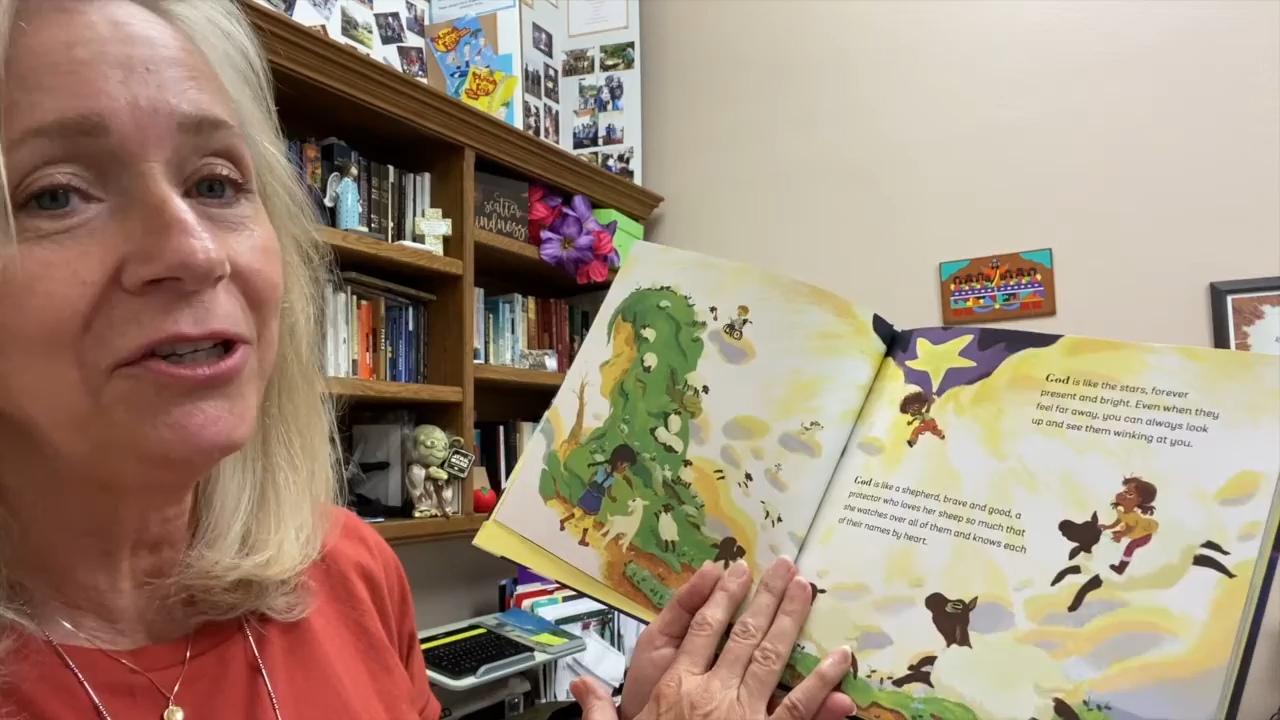 scatter
kindness
God is like the stars, forever
present and bright. Even when they
feel far away, you can always look
up and see them winking at you.
God is like a shepherd, brave and good, a
protector who loves her sheep so much that
she watches over all of them and knows each
of their names by heart.